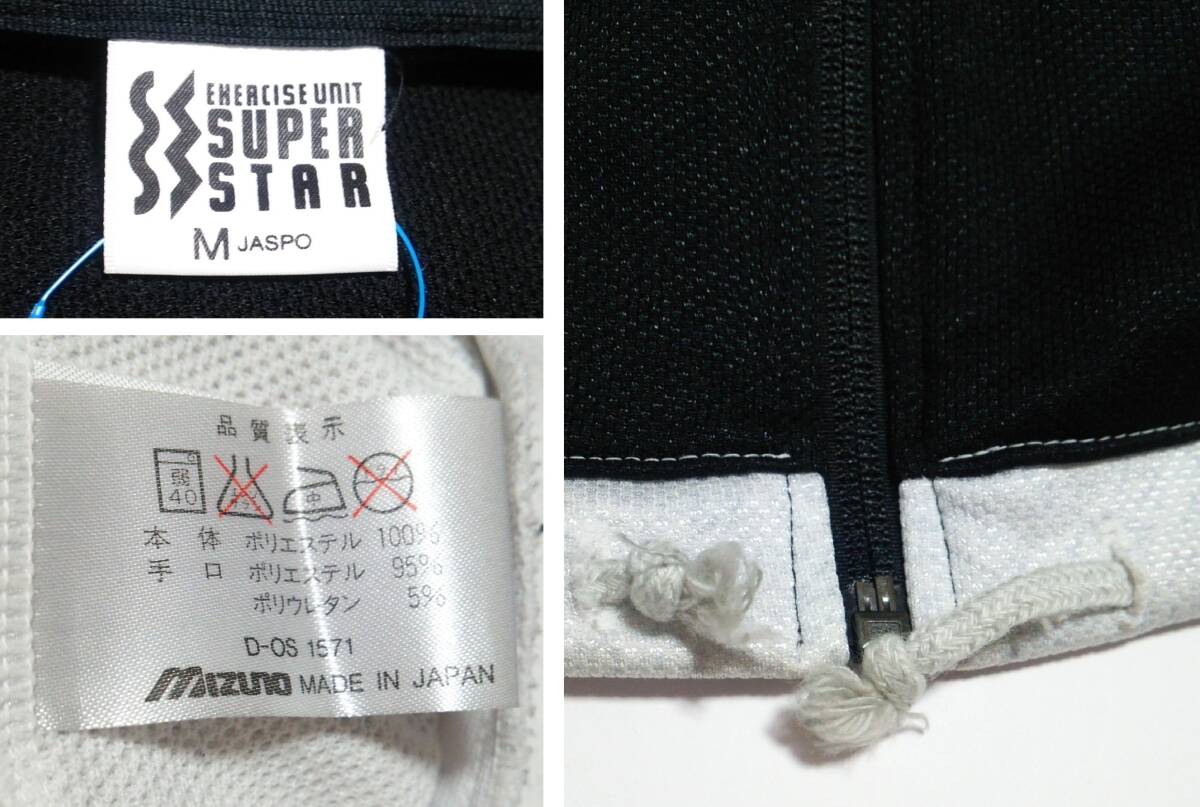 EXERCISE UNIT
SUPER
STAR
M JASPO
品質表示
弱
40
中
本体 ポリエステル 100%
手口 ポリエステル 95%
ポリウレタン 5%
D-OS 1571
mizuno MADE IN JAPAN